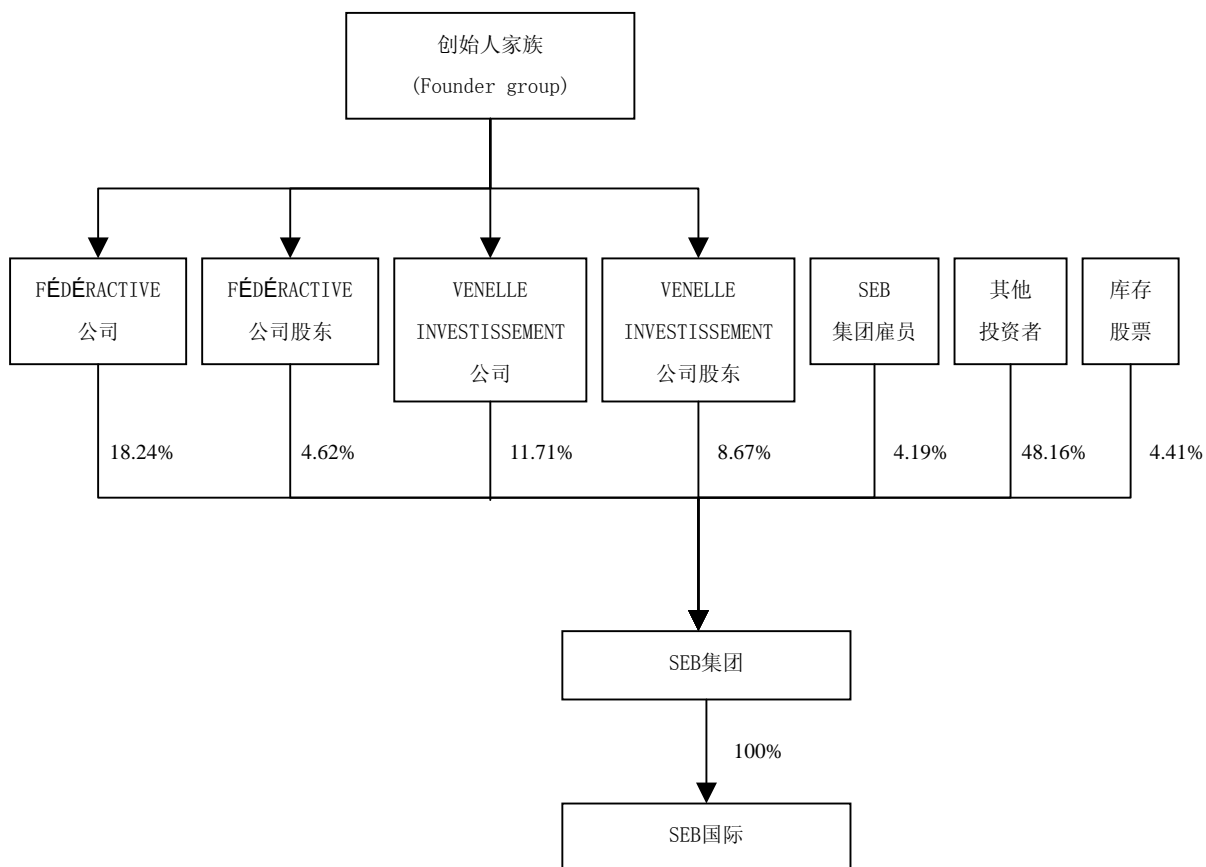 创始人家族
(Founder group)
FÉDÉRACTIVE
公司
FÉDÉRACTIVE
公司股东
VENELLE
INVESTISSEMENT
公司
VENELLE
INVESTISSEMENT
公司股东
SEB
集团雇员
其他
投资者
库存
股票
18.24%
4.62%
11.71%
8.67%
4.19%
48.16%
4.41%
SEB集团
100%
SEB国际